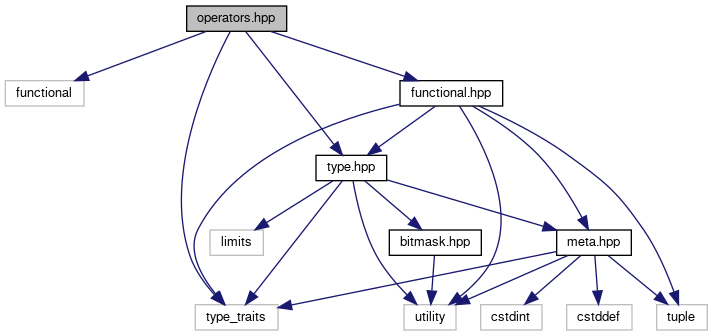 operators.hpp
functional
functional.hpp
type.hpp
limits
bitmask.hpp
meta.hpp
type_traits
utility
cstdint
cstddef
tuple